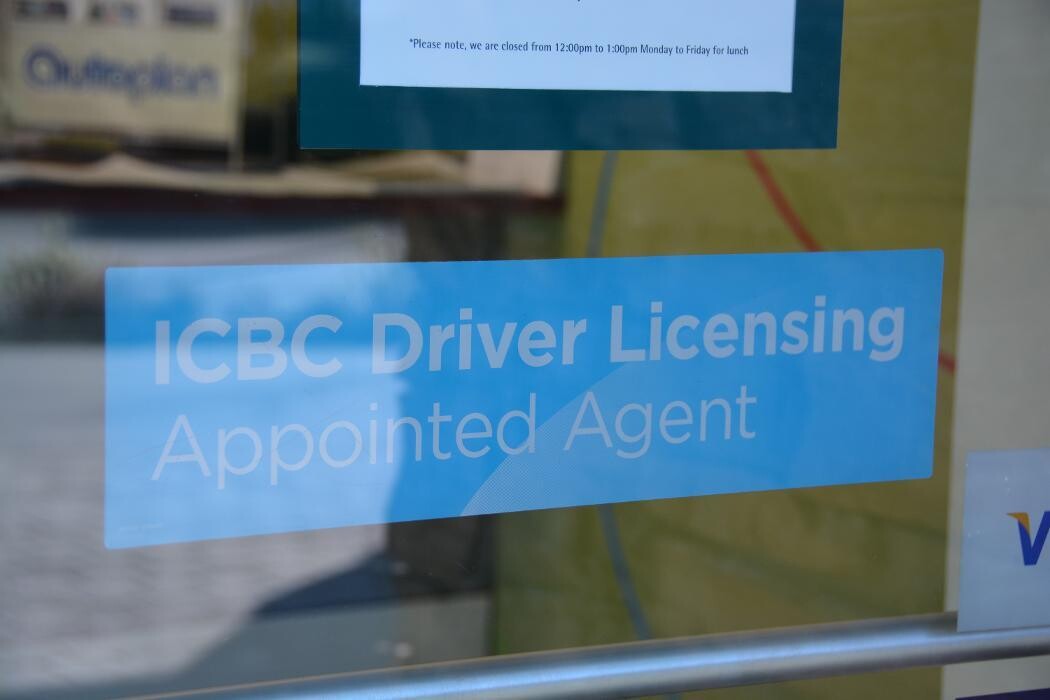 *Please note, we are closed from 12:00pm to 1:00pm Monday to Friday for lunch
Autoplan
ICBC Driver Licensing
Appointed Agent
V